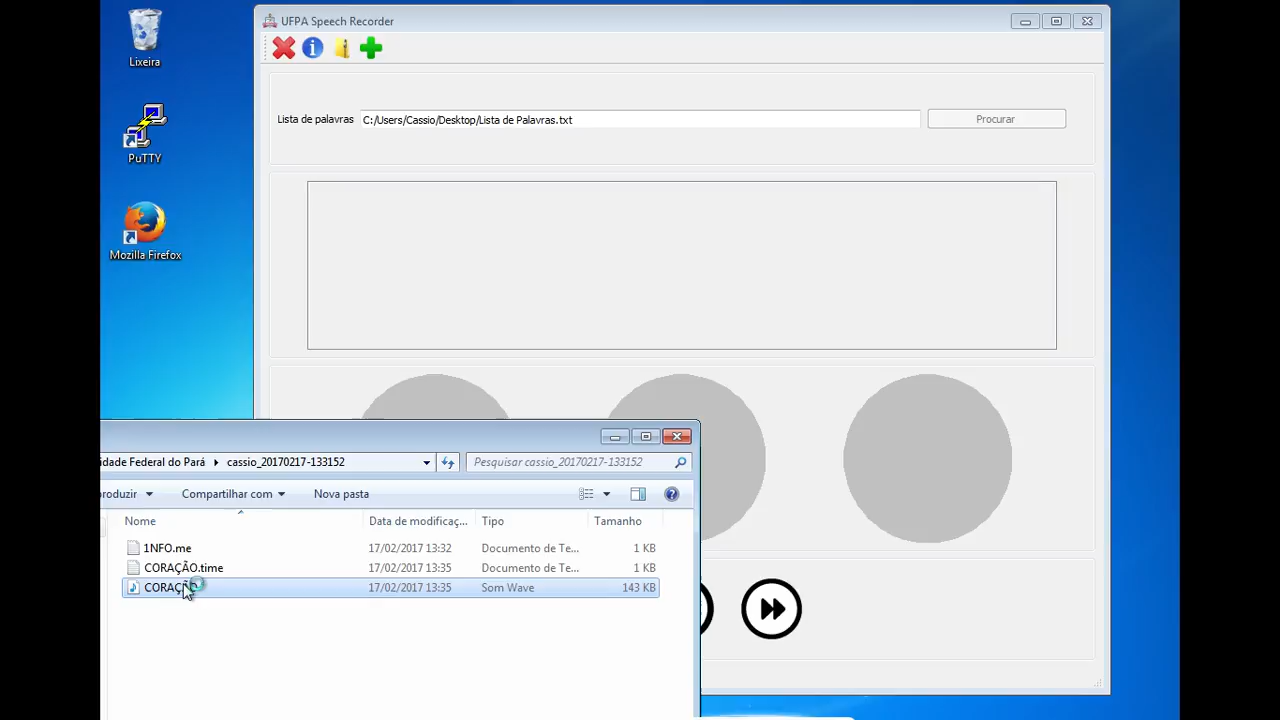 Lixeira
PuTTY
Mozilla Firefox
UFPA Speech Recorder
Lista de palavras C:/Users/Cassio/Desktop/Lista de Palavras.txt Procurar
idade Federal do Pará cassio_20170217-133152 Pesquisar cassio_20170217-133152
roduzir Compartilhar com Nova pasta
Nome Data de modificaç... Tipo Tamanho
1NFO.me 17/02/2017 13:32 Documento de Te... 1 KB
CORAÇÃO.time 17/02/2017 13:35 Documento de Te... 1 KB
CORAÇÃO 17/02/2017 13:35 Som Wave 143 KB